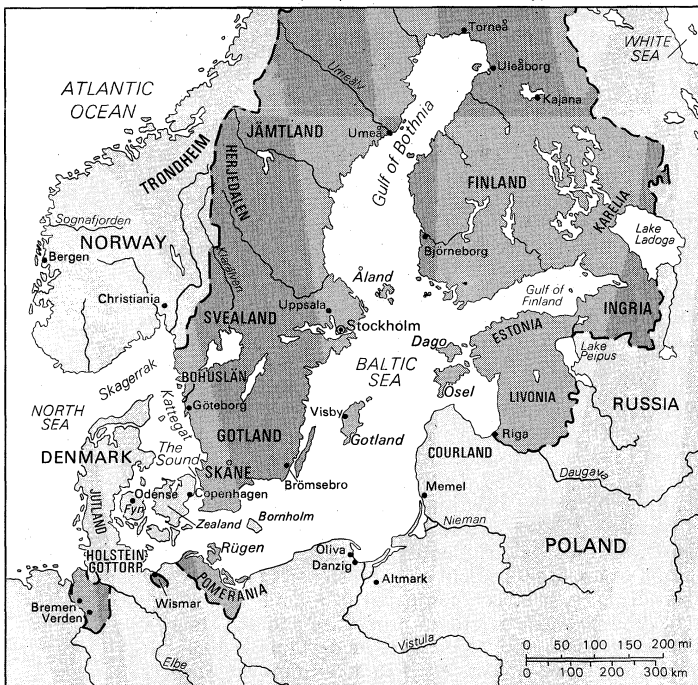 Torneå
WHITE
SEA
Umeälv
Uleåborg
ATLANTIC
OCEAN
Kajana
JÄMTLAND
Umeå
Gulf of Bothnia
TRONDHEIM
HERJEDALEN
FINLAND
KARELIA
Sognafjorden
NORWAY
Bergen
Lake
Ladoga
Björneborg
Klarälven
Åland
Christiania
Uppsala
Gulf of
Finland
SVEALAND
Stockholm
INGRIA
ESTONIA
Dago
Lake
Peipus
BALTIC
SEA
Skagerrak
BOHUSLÄN
Ösel
LIVONIA
RUSSIA
NORTH
SEA
Göteborg
Kattegat
Visby
Gotland
GOTLAND
Riga
DENMARK
The
Sound
COURLAND
SKÅNE
Brömsebro
Daugava
JUTLAND
Odense
Fyn
Copenhagen
Memel
Zealand
Bornholm
Nieman
HOLSTEIN
GOTTORP
Rügen
Oliva
Danzig
POLAND
POMERANIA
Altmark
Bremen
Verden
Wismar
Vistula
Elbe
0 50 100 150 200 mi
0 100 200 300 km